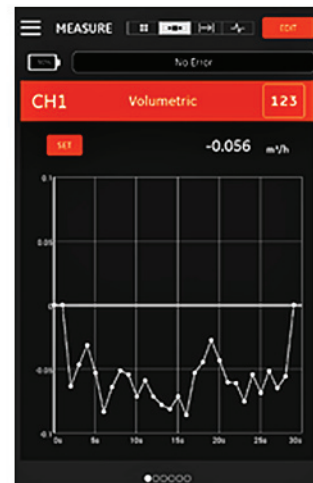 MEASURE EDIT
No Error
CH1 Volumetric 123
SET -0.056 m³/h
0.1
0.05
0
-0.05
-0.1
0s 5s 10s 15s 20s 25s 30s